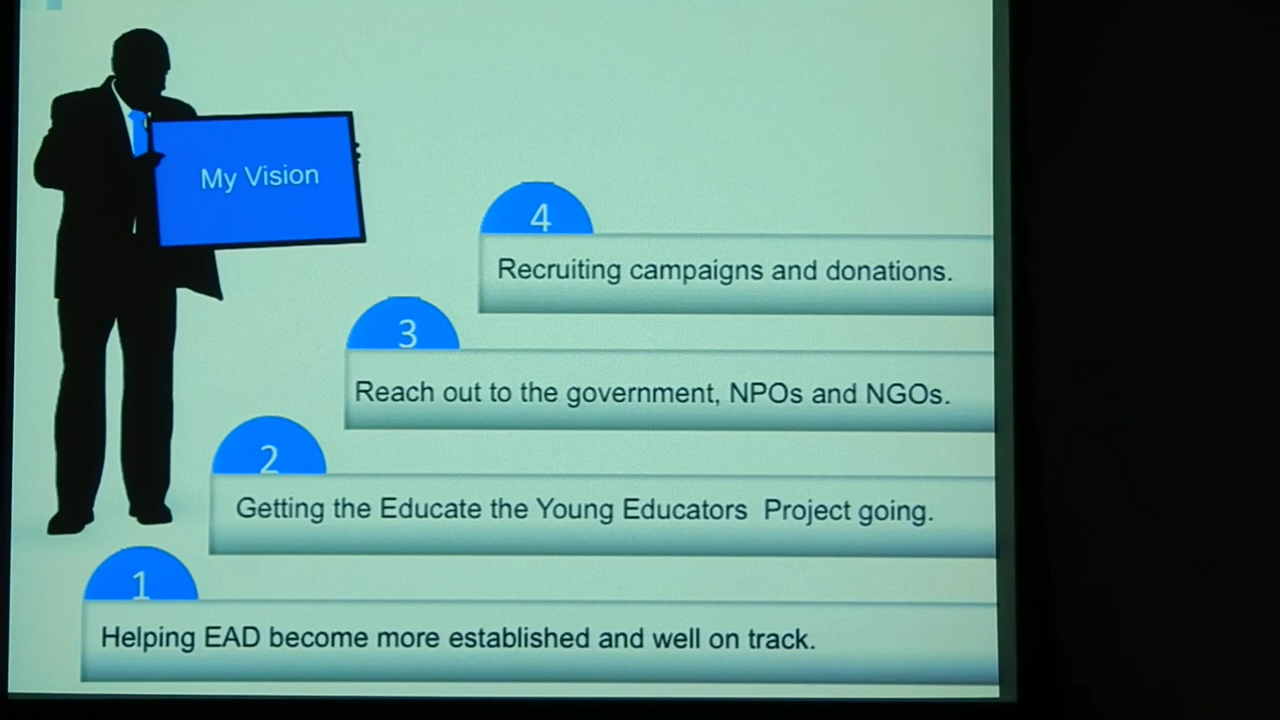 My Vision
4
Recruiting campaigns and donations.
3
Reach out to the government, NPOs and NGOs.
2
Getting the Educate the Young Educators Project going.
1
Helping EAD become more established and well on track.